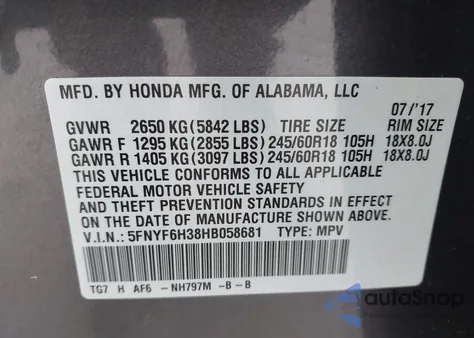 MFD. BY HONDA MFG. OF ALABAMA, LLC
07/'17
GVWR 2650 KG (5842 LBS) TIRE SIZE RIM SIZE
GAWR F 1295 KG (2855 LBS) 245/60R18 105H 18X8.0J
GAWR R 1405 KG (3097 LBS) 245/60R18 105H 18X8.0J
THIS VEHICLE CONFORMS TO ALL APPLICABLE
FEDERAL MOTOR VEHICLE SAFETY
AND THEFT PREVENTION STANDARDS IN EFFECT
ON THE DATE OF MANUFACTURE SHOWN ABOVE.
V.I.N.: 5FNYF6H38HB058681 TYPE: MPV
TG7 H AF6 -NH797M -B-B
AutoSnap